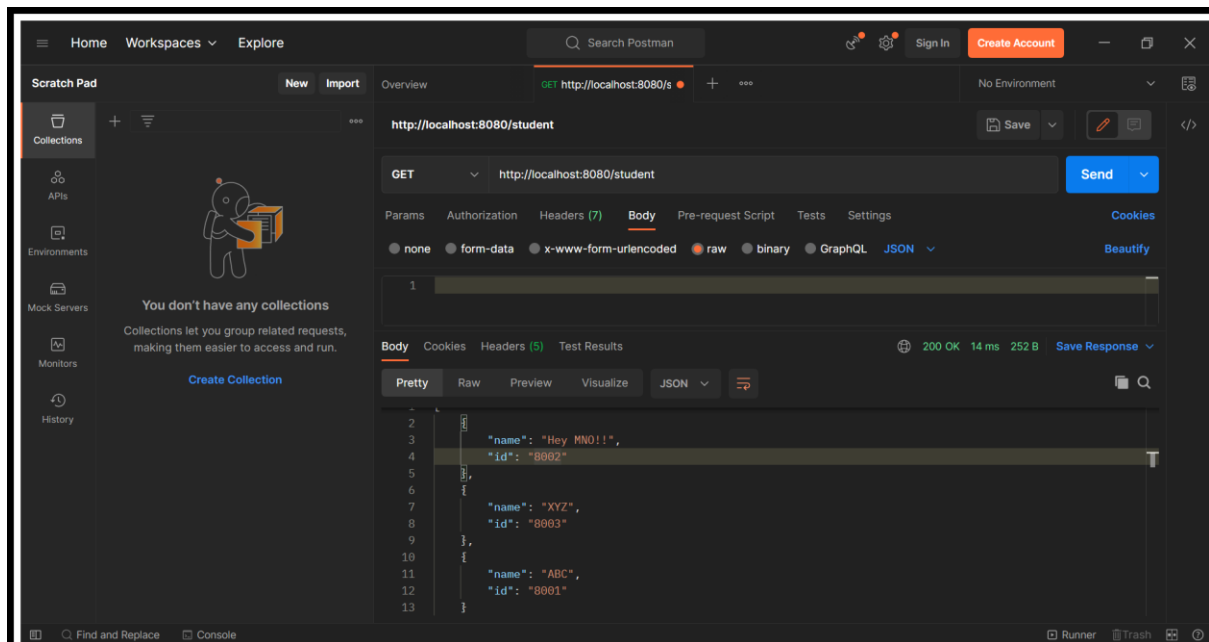 Home Workspaces Explore Search Postman Sign In Create Account
Scratch Pad New Import Overview GET http://localhost:8080/s No Environment
Collections
http://localhost:8080/student Save
APIs
GET http://localhost:8080/student Send
Environments
Params Authorization Headers (7) Body Pre-request Script Tests Settings Cookies
none form-data x-www-form-urlencoded raw binary GraphQL JSON Beautify
1
Mock Servers
You don't have any collections
Collections let you group related requests,
making them easier to access and run.
Create Collection
Monitors
History
Body Cookies Headers (5) Test Results 200 OK 14 ms 252 B Save Response
Pretty Raw Preview Visualize JSON
1 [
2 {
3 "name": "Hey MNO!!",
4 "id": "8002"
5 },
6 {
7 "name": "XYZ",
8 "id": "8003"
9 },
10 {
11 "name": "ABC",
12 "id": "8001"
13 }
Find and Replace Console Runner Trash